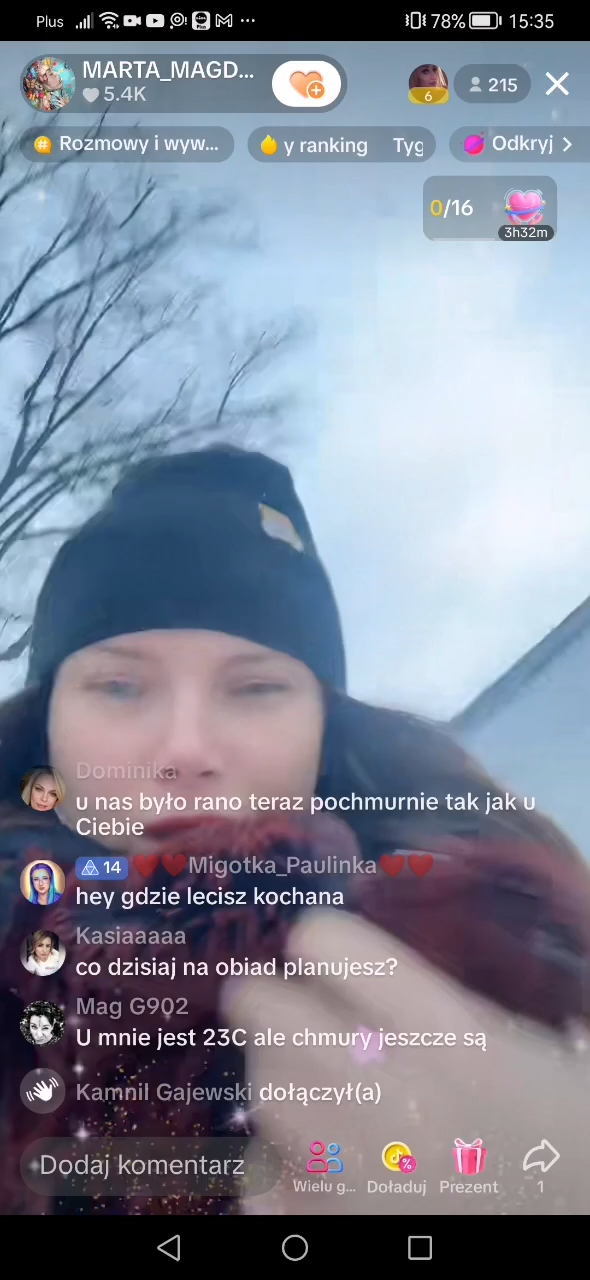 Plus 78% 15:35
MARTA_MAGD...
5.4K
6
215
Rozmowy i wyw...
y ranking Tyg
Odkryj
0/16
3h32m
Dominika
u nas było rano teraz pochmurnie tak jak u
Ciebie
14 ❤️❤️Migotka_Paulinka❤️❤️
hey gdzie lecisz kochana
Kasiaaaaa
co dzisiaj na obiad planujesz?
Mag G902
U mnie jest 23C ale chmury jeszcze są
Kamnil Gajewski dołączył(a)
Dodaj komentarz
Wielu g...
Doładuj
Prezent
1